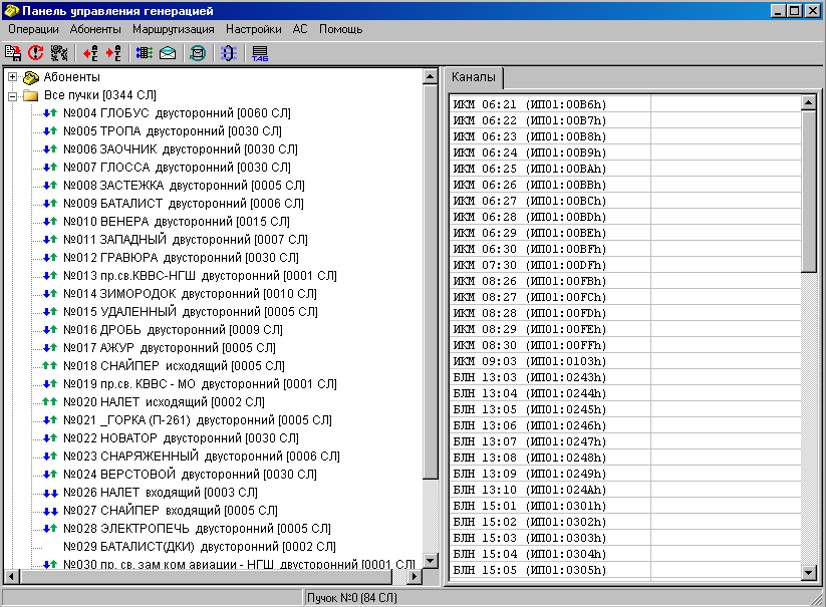 Панель управления генерацией
Операции Абоненты Маршрутизация Настройки АС Помощь
ТАБ
Абоненты
Все пучки [0344 СЛ]
№004 ГЛОБУС двусторонний [0060 СЛ]
№005 ТРОПА двусторонний [0030 СЛ]
№006 ЗАОЧНИК двусторонний [0030 СЛ]
№007 ГЛОССА двусторонний [0030 СЛ]
№008 ЗАСТЕЖКА двусторонний [0005 СЛ]
№009 БАТАЛИСТ двусторонний [0006 СЛ]
№010 ВЕНЕРА двусторонний [0015 СЛ]
№011 ЗАПАДНЫЙ двусторонний [0007 СЛ]
№012 ГРАВЮРА двусторонний [0030 СЛ]
№013 пр.св.КВВС-НГШ двусторонний [0001 СЛ]
№014 ЗИМОРОДОК двусторонний [0010 СЛ]
№015 УДАЛЕННЫЙ двусторонний [0005 СЛ]
№016 ДРОБЬ двусторонний [0009 СЛ]
№017 АЖУР двусторонний [0005 СЛ]
№018 СНАЙПЕР исходящий [0005 СЛ]
№019 пр.св. КВВС - МО двусторонний [0001 СЛ]
№020 НАЛЕТ исходящий [0002 СЛ]
№021 _ГОРКА (П-261) двусторонний [0005 СЛ]
№022 НОВАТОР двусторонний [0030 СЛ]
№023 СНАРЯЖЕННЫЙ двусторонний [0006 СЛ]
№024 ВЕРСТОВОЙ двусторонний [0030 СЛ]
№026 НАЛЕТ входящий [0003 СЛ]
№027 СНАЙПЕР входящий [0005 СЛ]
№028 ЭЛЕКТРОПЕЧЬ двусторонний [0005 СЛ]
№029 БАТАЛИСТ(ДКИ) двусторонний [0002 СЛ]
№030 пр. св. зам ком авиации - НГШ двусторонний [0001 СЛ]
Каналы
ИКМ 06:21 (ИП01:00B6h)
ИКМ 06:22 (ИП01:00B7h)
ИКМ 06:23 (ИП01:00B8h)
ИКМ 06:24 (ИП01:00B9h)
ИКМ 06:25 (ИП01:00BAh)
ИКМ 06:26 (ИП01:00BBh)
ИКМ 06:27 (ИП01:00BCh)
ИКМ 06:28 (ИП01:00BDh)
ИКМ 06:29 (ИП01:00BEh)
ИКМ 06:30 (ИП01:00BFh)
ИКМ 07:30 (ИП01:00DFh)
ИКМ 08:26 (ИП01:00FBh)
ИКМ 08:27 (ИП01:00FCh)
ИКМ 08:28 (ИП01:00FDh)
ИКМ 08:29 (ИП01:00FEh)
ИКМ 08:30 (ИП01:00FFh)
ИКМ 09:03 (ИП01:0103h)
БЛН 13:03 (ИП01:0243h)
БЛН 13:04 (ИП01:0244h)
БЛН 13:05 (ИП01:0245h)
БЛН 13:06 (ИП01:0246h)
БЛН 13:07 (ИП01:0247h)
БЛН 13:08 (ИП01:0248h)
БЛН 13:09 (ИП01:0249h)
БЛН 13:10 (ИП01:024Ah)
БЛН 15:01 (ИП01:0301h)
БЛН 15:02 (ИП01:0302h)
БЛН 15:03 (ИП01:0303h)
БЛН 15:04 (ИП01:0304h)
БЛН 15:05 (ИП01:0305h)
Пучок №0 (84 СЛ)